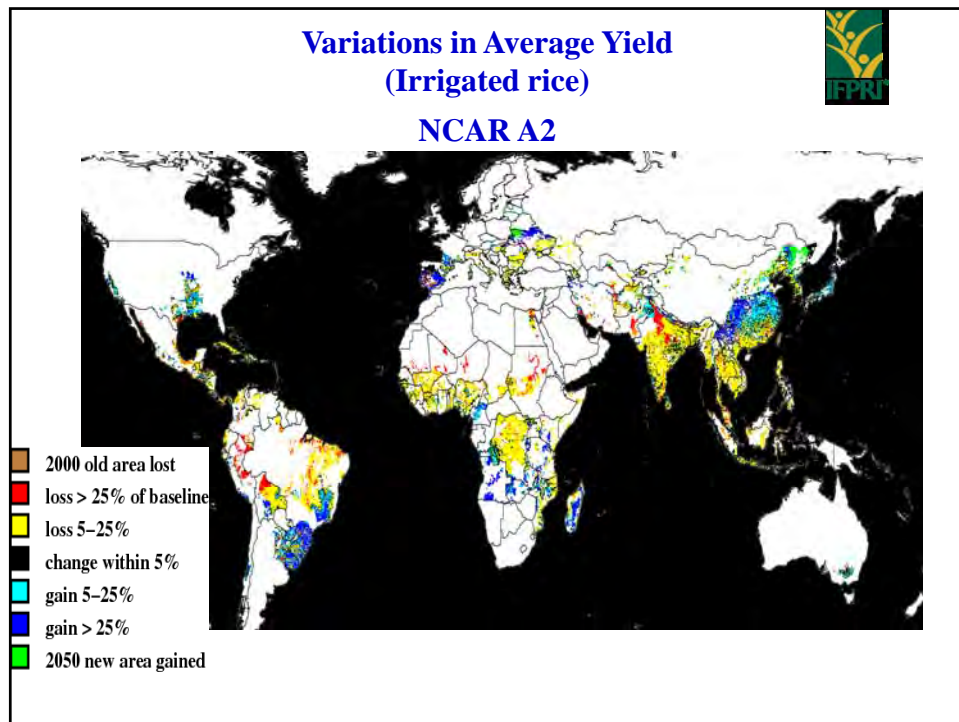 Variations in Average Yield
(Irrigated rice)
NCAR A2
IFPRI
2000 old area lost
loss > 25% of baseline
loss 5–25%
change within 5%
gain 5–25%
gain > 25%
2050 new area gained